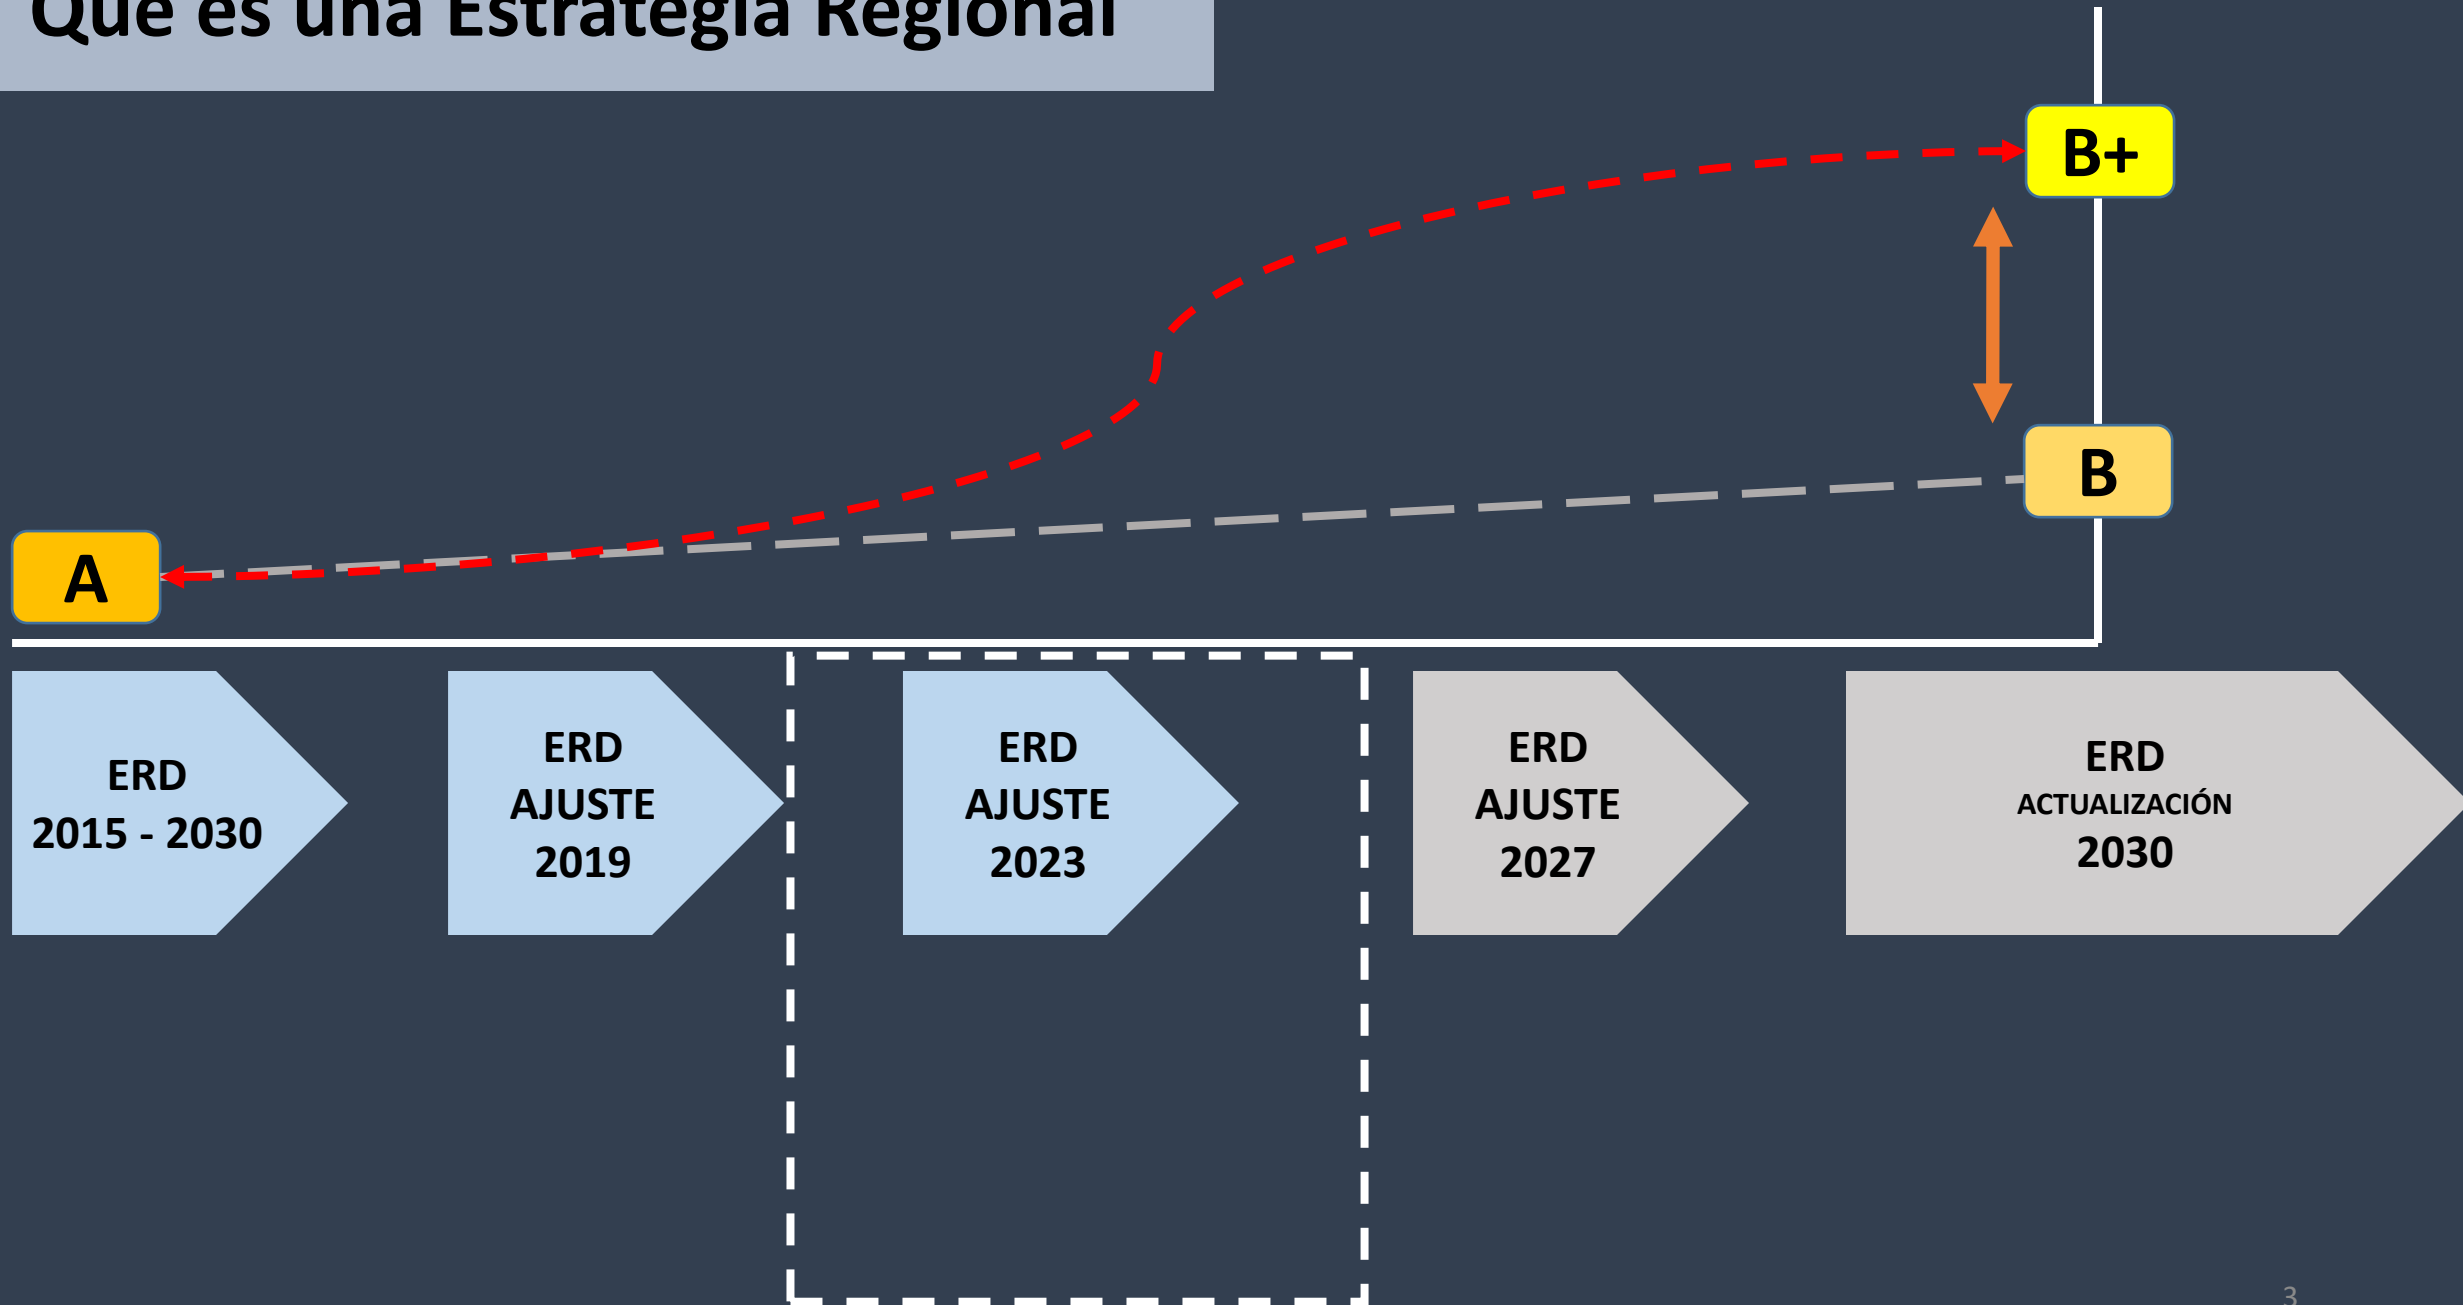 Qué es una Estrategia Regional
B+
B
A
ERD
2015 - 2030
ERD
AJUSTE
2019
ERD
AJUSTE
2023
ERD
AJUSTE
2027
ERD
ACTUALIZACIÓN
2030
3